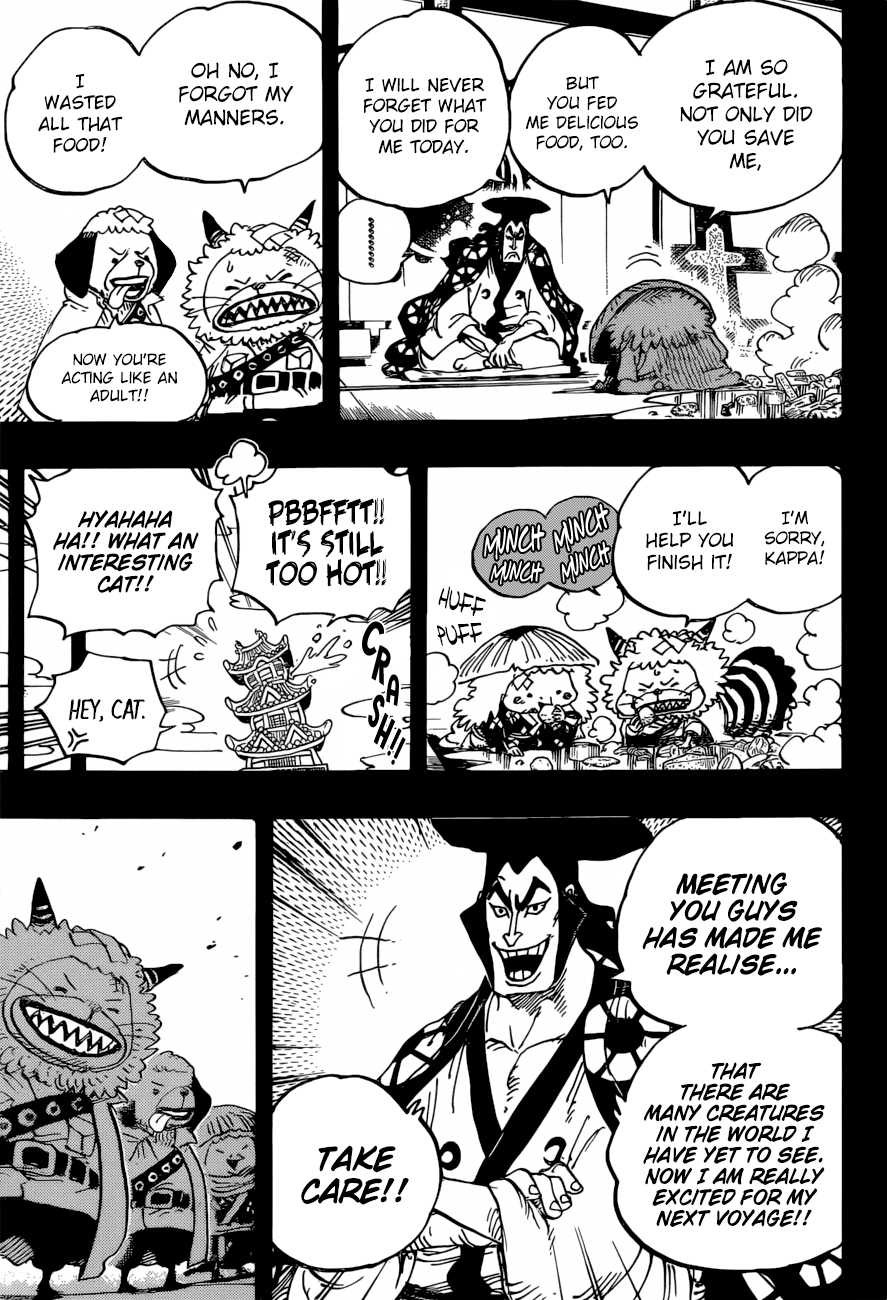 I AM SO
GRATEFUL.
NOT ONLY DID
YOU SAVE
ME,
BUT
YOU FED
ME DELICIOUS
FOOD, TOO.
I WILL NEVER
FORGET WHAT
YOU DID FOR
ME TODAY.
OH NO, I
FORGOT MY
MANNERS.
I
WASTED
ALL THAT
FOOD!
NOW YOU'RE
ACTING LIKE AN
ADULT!!
I'M
SORRY,
KAPPA!
I'LL
HELP YOU
FINISH IT!
MUNCH MUNCH
MUNCH MUNCH
HUFF
PUFF
PBBFFTT!!
IT'S STILL
TOO HOT!!
CRASH!!
HYAHAHA
HA!! WHAT AN
INTERESTING
CAT!!
HEY, CAT.
MEETING
YOU GUYS
HAS MADE ME
REALISE...
THAT
THERE ARE
MANY CREATURES
IN THE WORLD I
HAVE YET TO SEE.
NOW I AM REALLY
EXCITED FOR MY
NEXT VOYAGE!!
TAKE
CARE!!